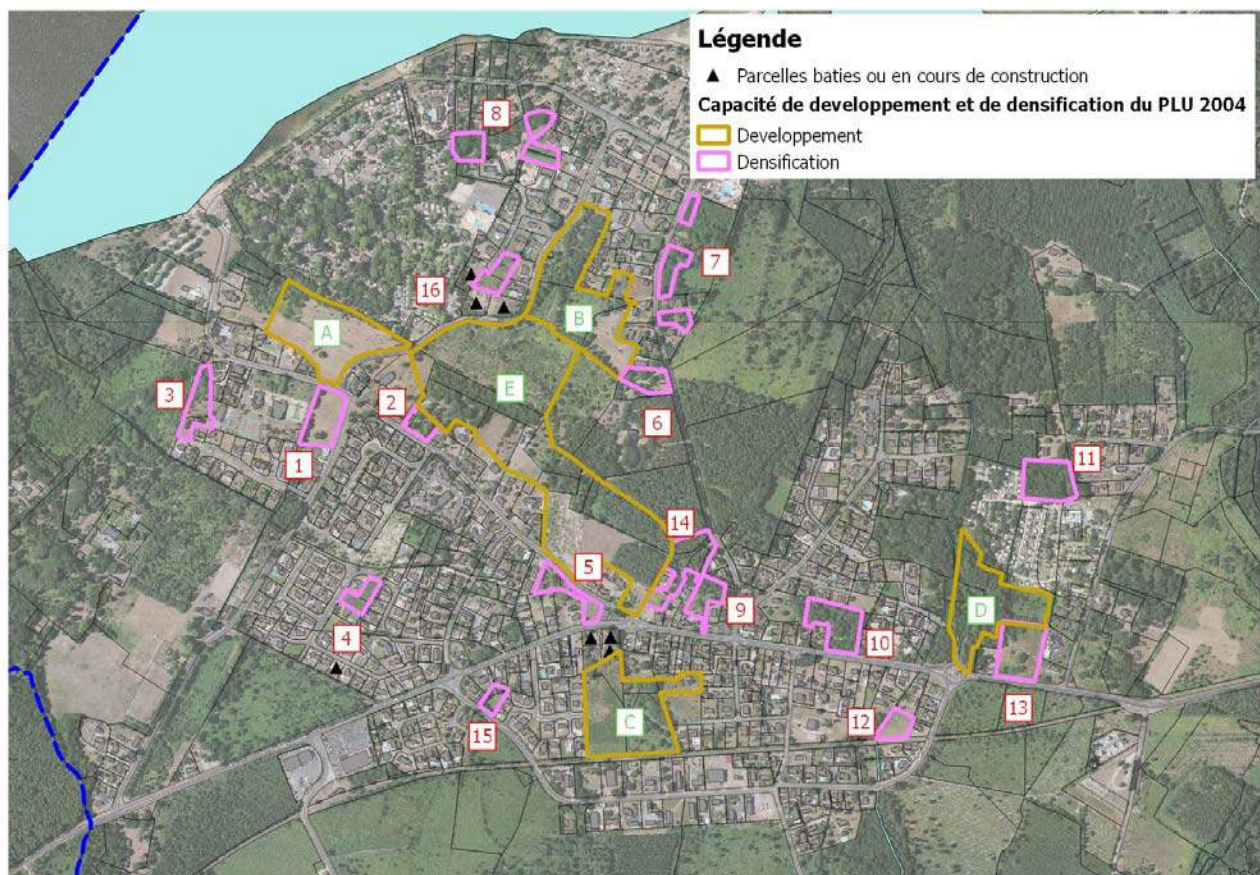 Légende
Parcelles baties ou en cours de construction
Capacité de developpement et de densification du PLU 2004
Developpement
Densification
8
7
16
B
A
E
3
2
6
1
11
14
5
9
D
10
4
C
13
12
15